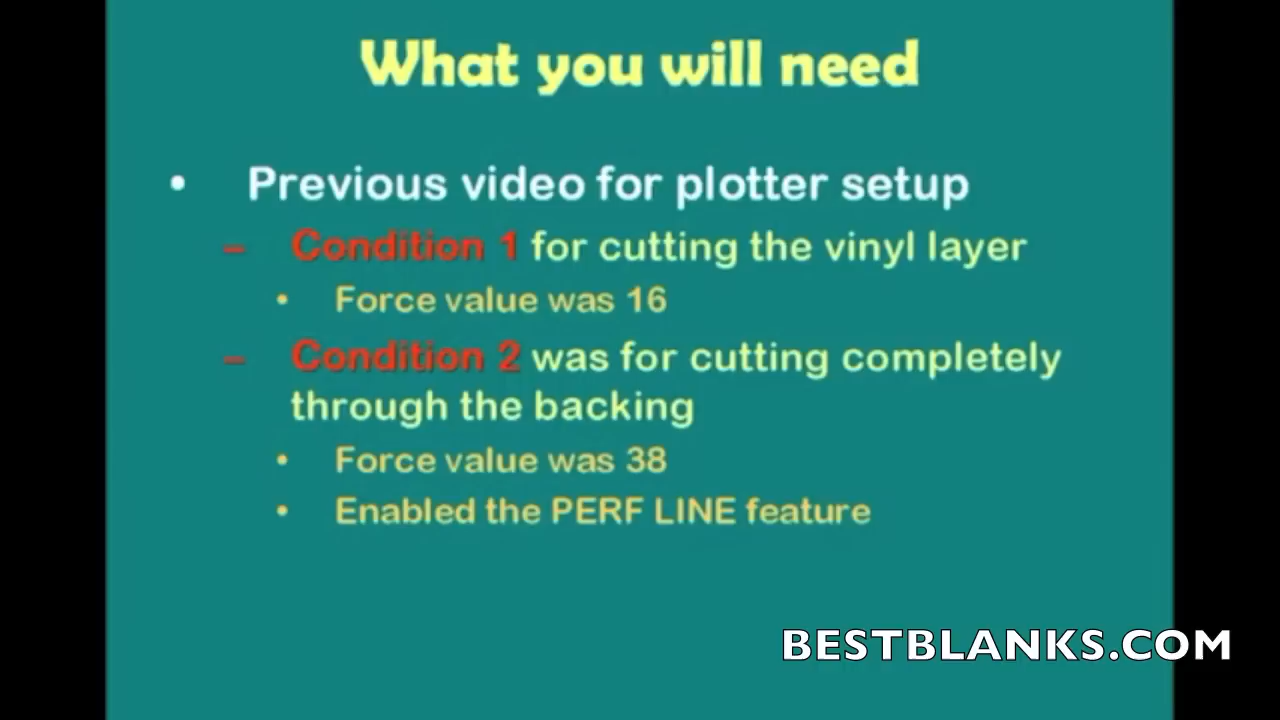 What you will need
• Previous video for plotter setup
– Condition 1 for cutting the vinyl layer
• Force value was 16
– Condition 2 was for cutting completely
through the backing
• Force value was 38
• Enabled the PERF LINE feature
BESTBLANKS.COM